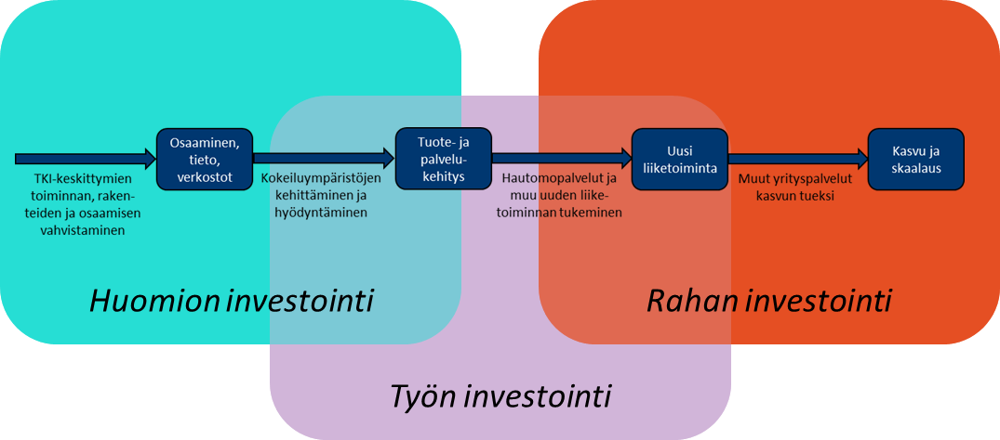 Osaaminen,
tieto,
verkostot
Tuote- ja
palvelu-
kehitys
Uusi
liiketoiminta
Kasvu ja
skaalaus
TKI-keskittymien
toiminnan, raken-
teiden ja osaamisen
vahvistaminen
Kokeiluympäristöjen
kehittäminen ja
hyödyntäminen
Hautomopalvelut ja
muu uuden liike-
toiminnan tukeminen
Muut yrityspalvelut
kasvun tueksi
Huomion investointi
Rahan investointi
Työn investointi